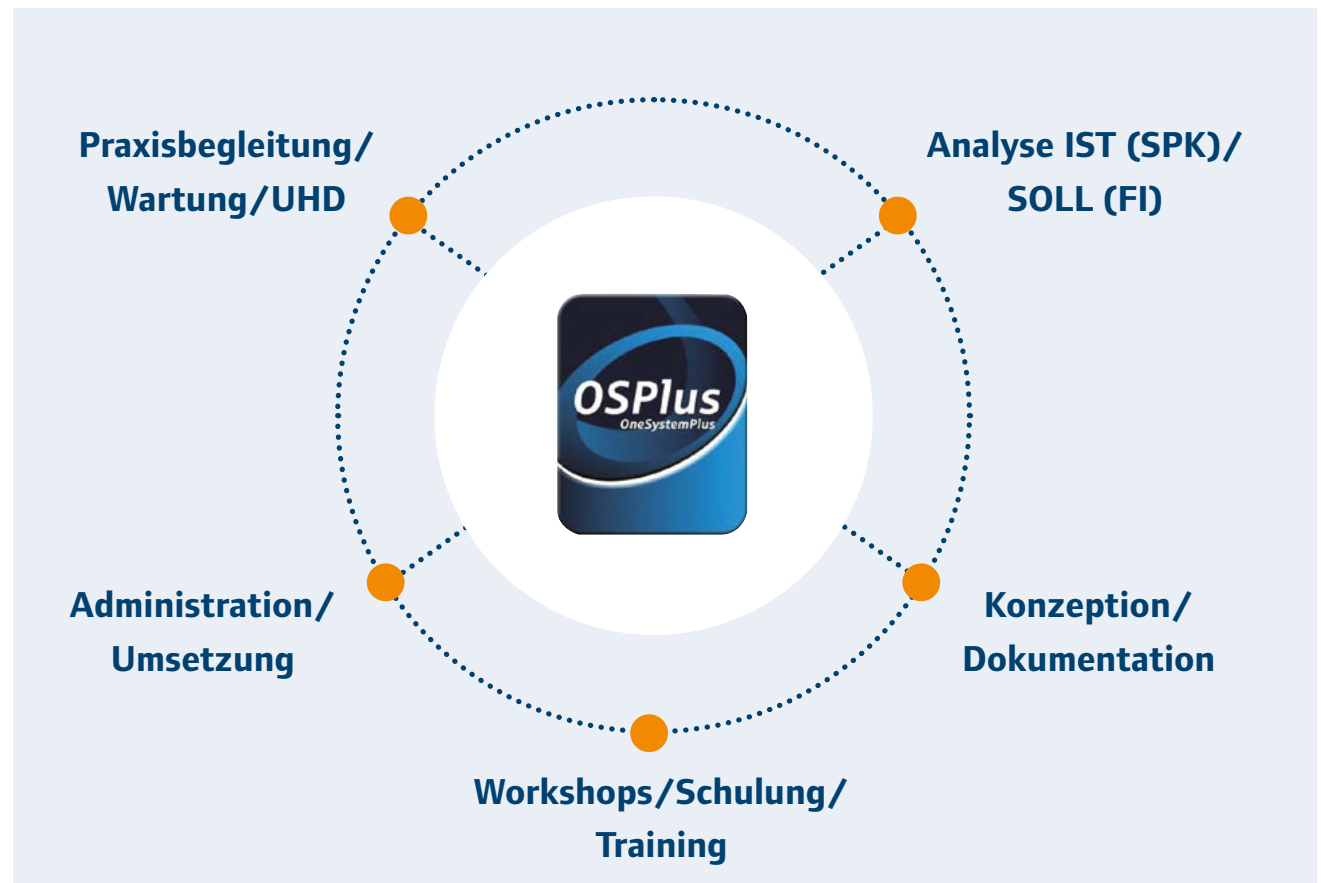 Praxisbegleitung/
Wartung/UHD
Analyse IST (SPK)/
SOLL (FI)
OSPlus
OneSystemPlus
Administration/
Umsetzung
Konzeption/
Dokumentation
Workshops/Schulung/
Training